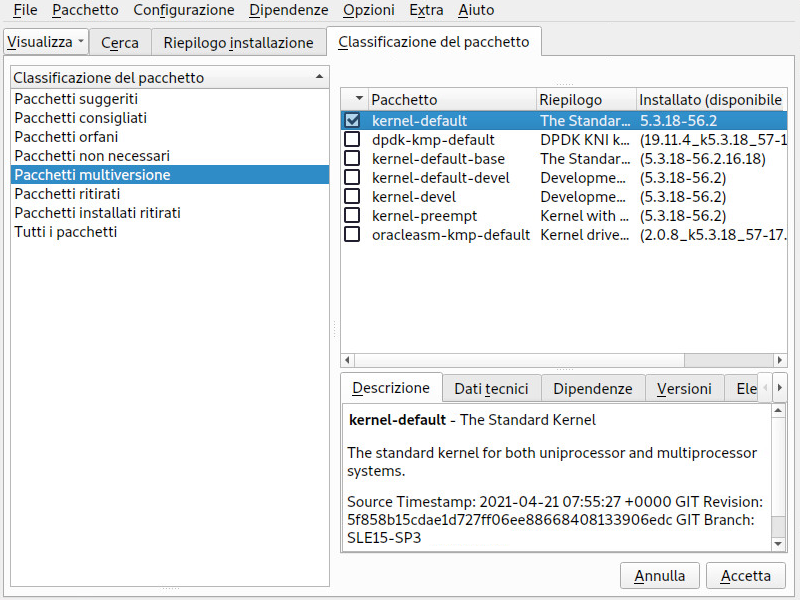 File Pacchetto Configurazione Dipendenze Opzioni Extra Aiuto
Visualizza Cerca Riepilogo installazione Classificazione del pacchetto
Classificazione del pacchetto
Pacchetti suggeriti
Pacchetti consigliati
Pacchetti orfani
Pacchetti non necessari
Pacchetti multiversione
Pacchetti ritirati
Pacchetti installati ritirati
Tutti i pacchetti
Pacchetto Riepilogo Installato (disponibile
kernel-default The Standar... 5.3.18-56.2
dpdk-kmp-default DPDK KNI k... (19.11.4_k5.3.18_57-1
kernel-default-base The Standar... (5.3.18-56.2.16.18)
kernel-default-devel Developme... (5.3.18-56.2)
kernel-devel Developme... (5.3.18-56.2)
kernel-preempt Kernel with ... (5.3.18-56.2)
oracleasm-kmp-default Kernel drive... (2.0.8_k5.3.18_57-17.
Descrizione Dati tecnici Dipendenze Versioni Ele
kernel-default - The Standard Kernel
The standard kernel for both uniprocessor and multiprocessor
systems.
Source Timestamp: 2021-04-21 07:55:27 +0000 GIT Revision:
5f858b15cdae1d727ff06ee88668408133906edc GIT Branch:
SLE15-SP3
Annulla Accetta